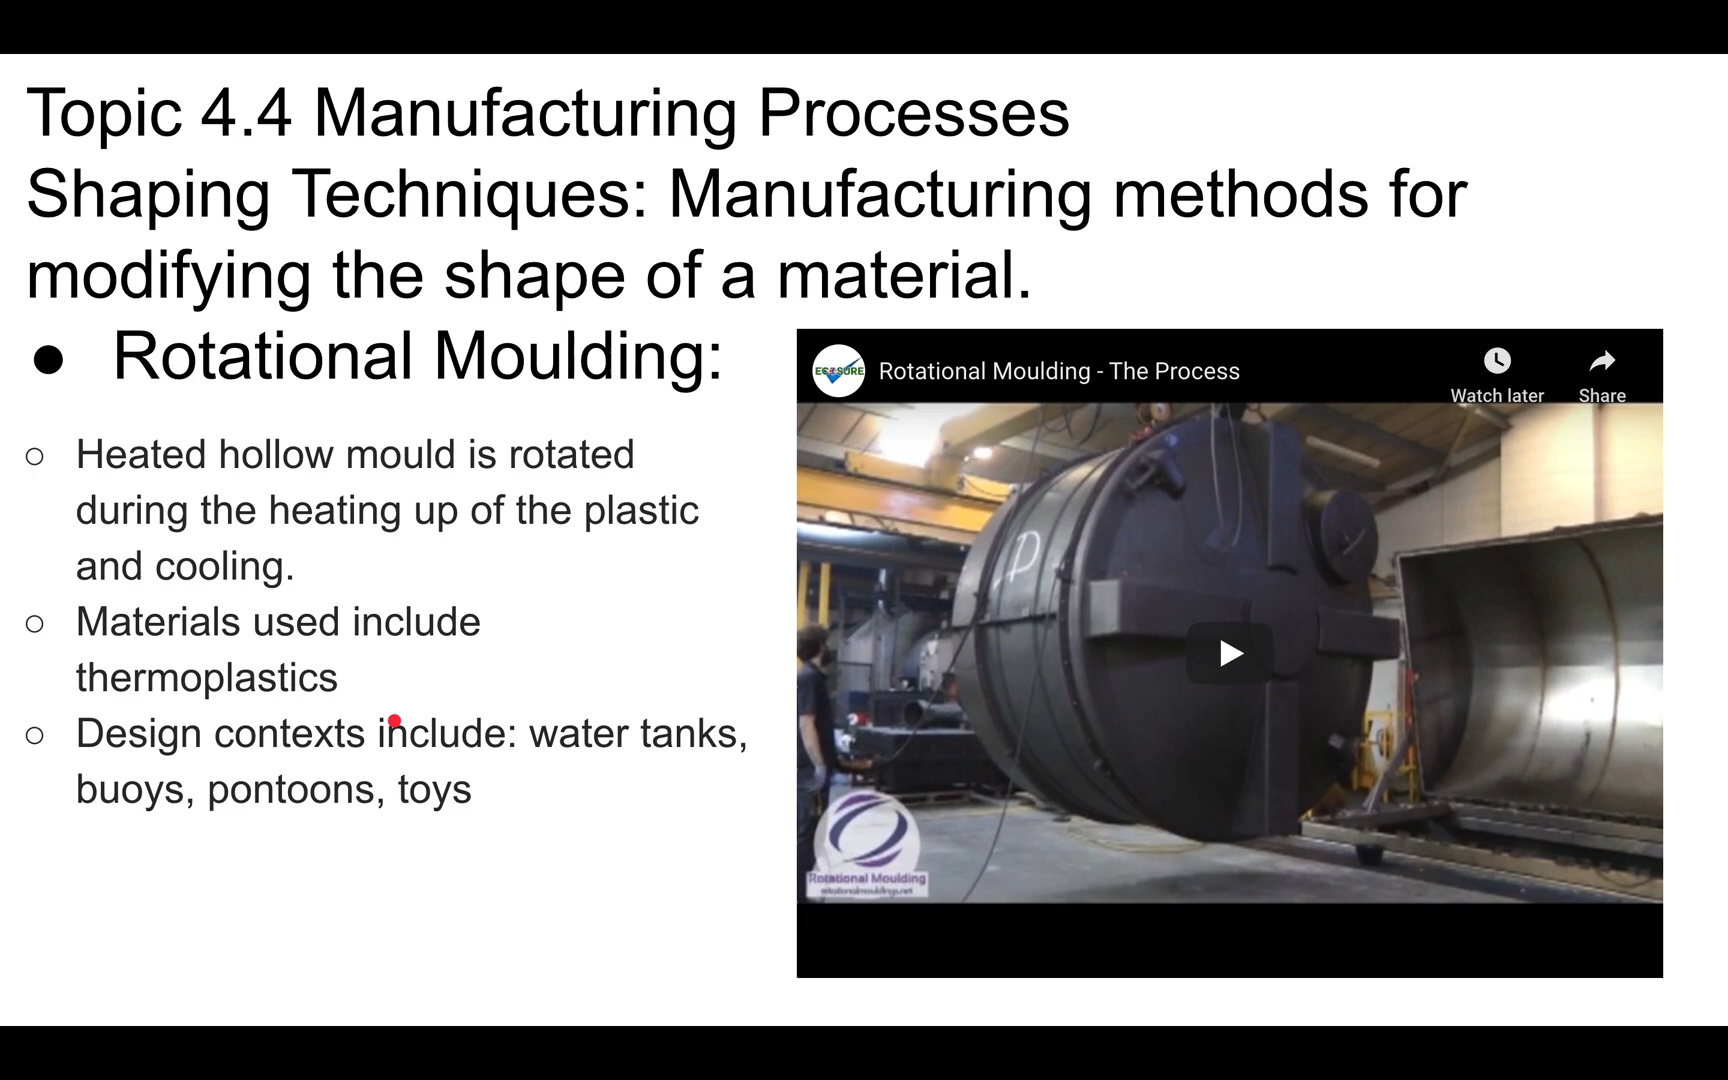 Topic 4.4 Manufacturing Processes
Shaping Techniques: Manufacturing methods for
modifying the shape of a material.
● Rotational Moulding:
○ Heated hollow mould is rotated
during the heating up of the plastic
and cooling.
○ Materials used include
thermoplastics
○ Design contexts include: water tanks,
buoys, pontoons, toys
ECOSURE
Rotational Moulding - The Process
Watch later
Share
Rotational Moulding
rotationalmouldings.net